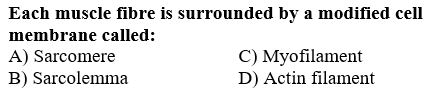 Each muscle fibre is surrounded by a modified cell
membrane called:
A) Sarcomere C) Myofilament
B) Sarcolemma D) Actin filament